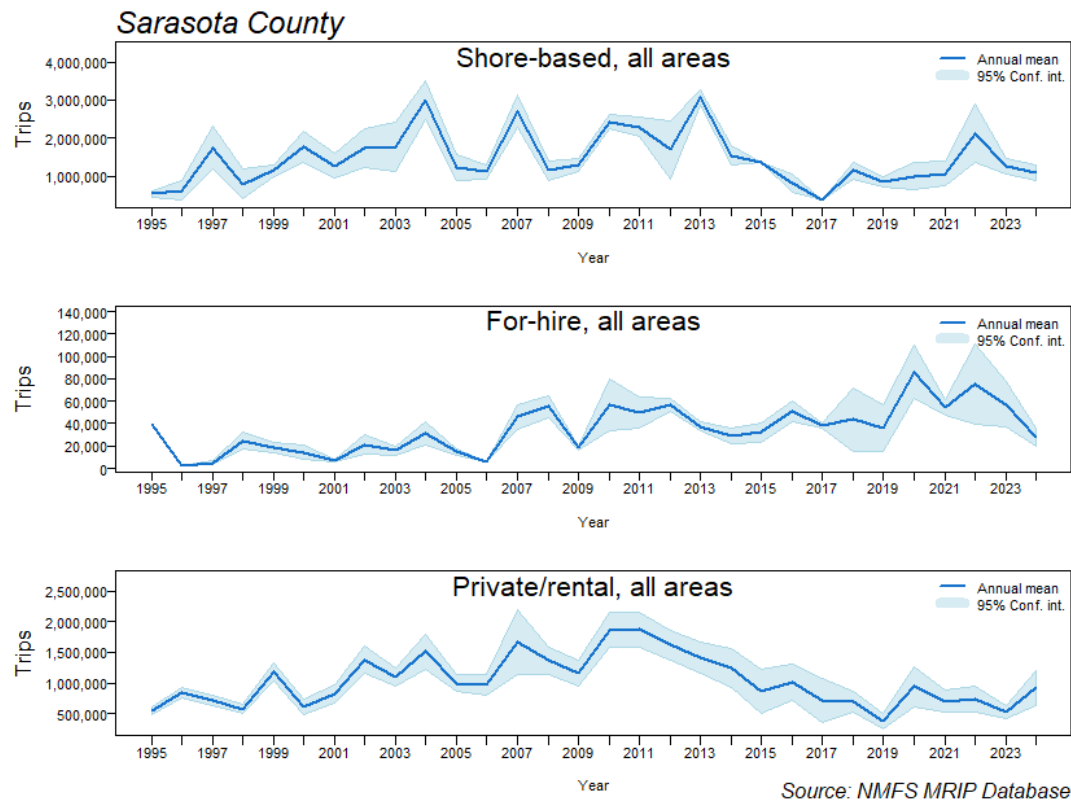 Sarasota County
Shore-based, all areas
Annual mean
95% Conf. int.
Trips
4,000,000
3,000,000
2,000,000
1,000,000
1995 1997 1999 2001 2003 2005 2007 2009 2011 2013 2015 2017 2019 2021 2023
Year
For-hire, all areas
Annual mean
95% Conf. int.
Trips
140,000
120,000
100,000
80,000
60,000
40,000
20,000
0
1995 1997 1999 2001 2003 2005 2007 2009 2011 2013 2015 2017 2019 2021 2023
Year
Private/rental, all areas
Annual mean
95% Conf. int.
Trips
2,500,000
2,000,000
1,500,000
1,000,000
500,000
1995 1997 1999 2001 2003 2005 2007 2009 2011 2013 2015 2017 2019 2021 2023
Year
Source: NMFS MRIP Database